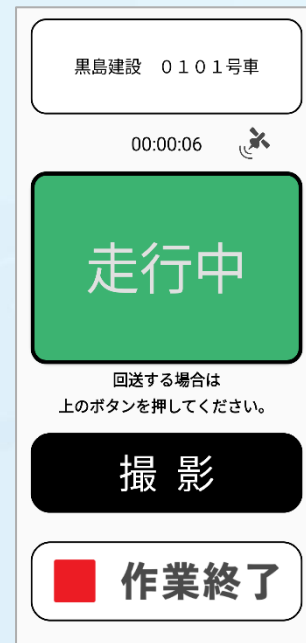 黒島建設　０１０１号車
00:00:06
走行中
回送する場合は
上のボタンを押してください。
撮 影
作業終了